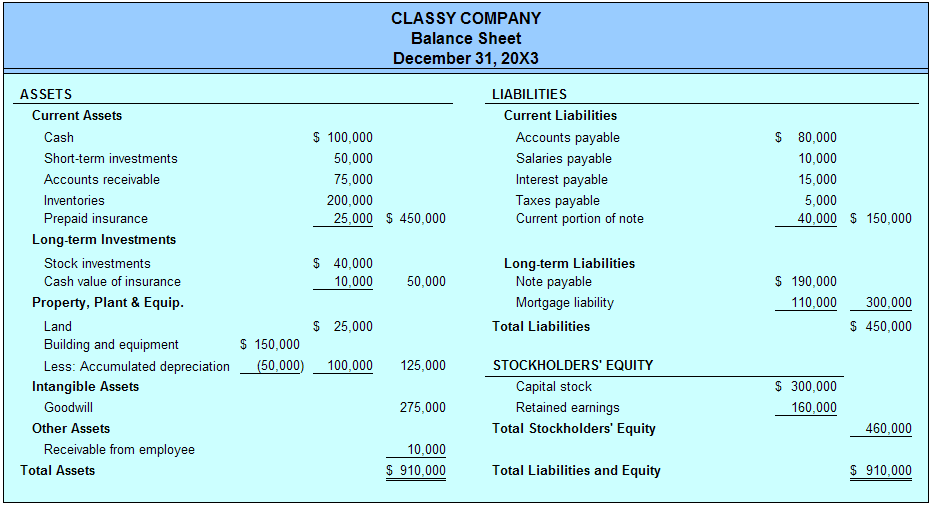 CLASSY COMPANY
Balance Sheet
December 31, 20X3
ASSETS
Current Assets
Cash $ 100,000
Short-term investments 50,000
Accounts receivable 75,000
Inventories 200,000
Prepaid insurance 25,000 $ 450,000
Long-term Investments
Stock investments $ 40,000
Cash value of insurance 10,000 50,000
Property, Plant & Equip.
Land $ 25,000
Building and equipment $ 150,000
Less: Accumulated depreciation (50,000) 100,000 125,000
Intangible Assets
Goodwill 275,000
Other Assets
Receivable from employee 10,000
Total Assets $ 910,000
LIABILITIES
Current Liabilities
Accounts payable $ 80,000
Salaries payable 10,000
Interest payable 15,000
Taxes payable 5,000
Current portion of note 40,000 $ 150,000
Long-term Liabilities
Note payable $ 190,000
Mortgage liability 110,000 300,000
Total Liabilities $ 450,000
STOCKHOLDERS' EQUITY
Capital stock $ 300,000
Retained earnings 160,000
Total Stockholders' Equity 460,000
Total Liabilities and Equity $ 910,000